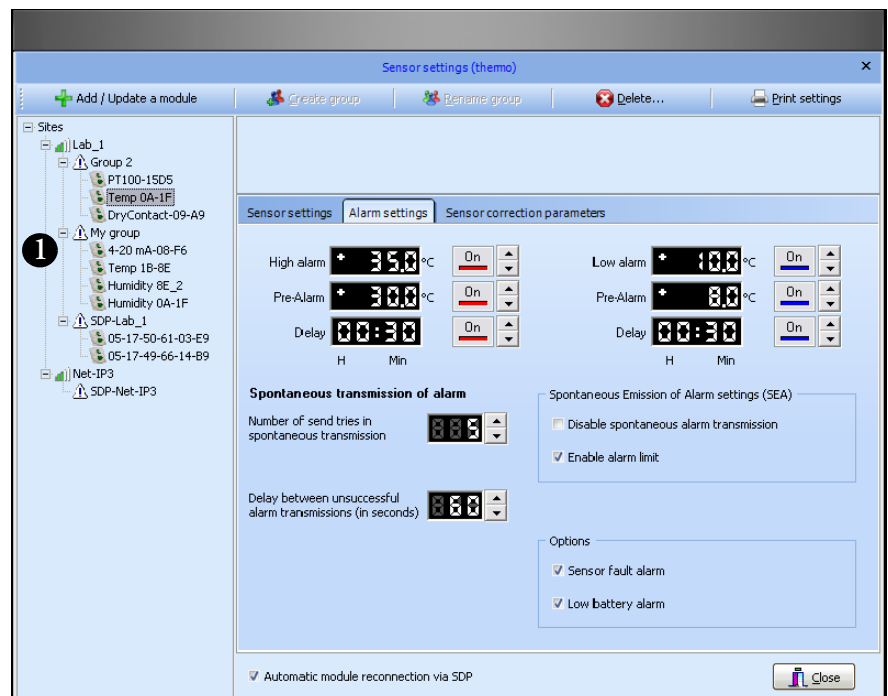 Sensor settings (thermo)
Add / Update a module Create group Rename group Delete... Print settings
Sites
Lab_1
Group 2
PT100-15D5
Temp 0A-1F
DryContact-09-A9
My group
4-20 mA-08-F6
Temp 1B-8E
Humidity 8E_2
Humidity 0A-1F
SDP-Lab_1
05-17-50-61-03-E9
05-17-49-66-14-B9
Net-IP3
SDP-Net-IP3
1
Sensor settings Alarm settings Sensor correction parameters
High alarm + 35.0 °C On
Pre-Alarm + 30.0 °C On
Delay 00:30 On
H Min
Low alarm + 10.0 °C On
Pre-Alarm + 8.0 °C On
Delay 00:30 On
H Min
Spontaneous transmission of alarm
Number of send tries in
spontaneous transmission
Delay between unsuccessful
alarm transmissions (in seconds) 60
Spontaneous Emission of Alarm settings (SEA)
Disable spontaneous alarm transmission
Enable alarm limit
Options
Sensor fault alarm
Low battery alarm
Automatic module reconnection via SDP
Close